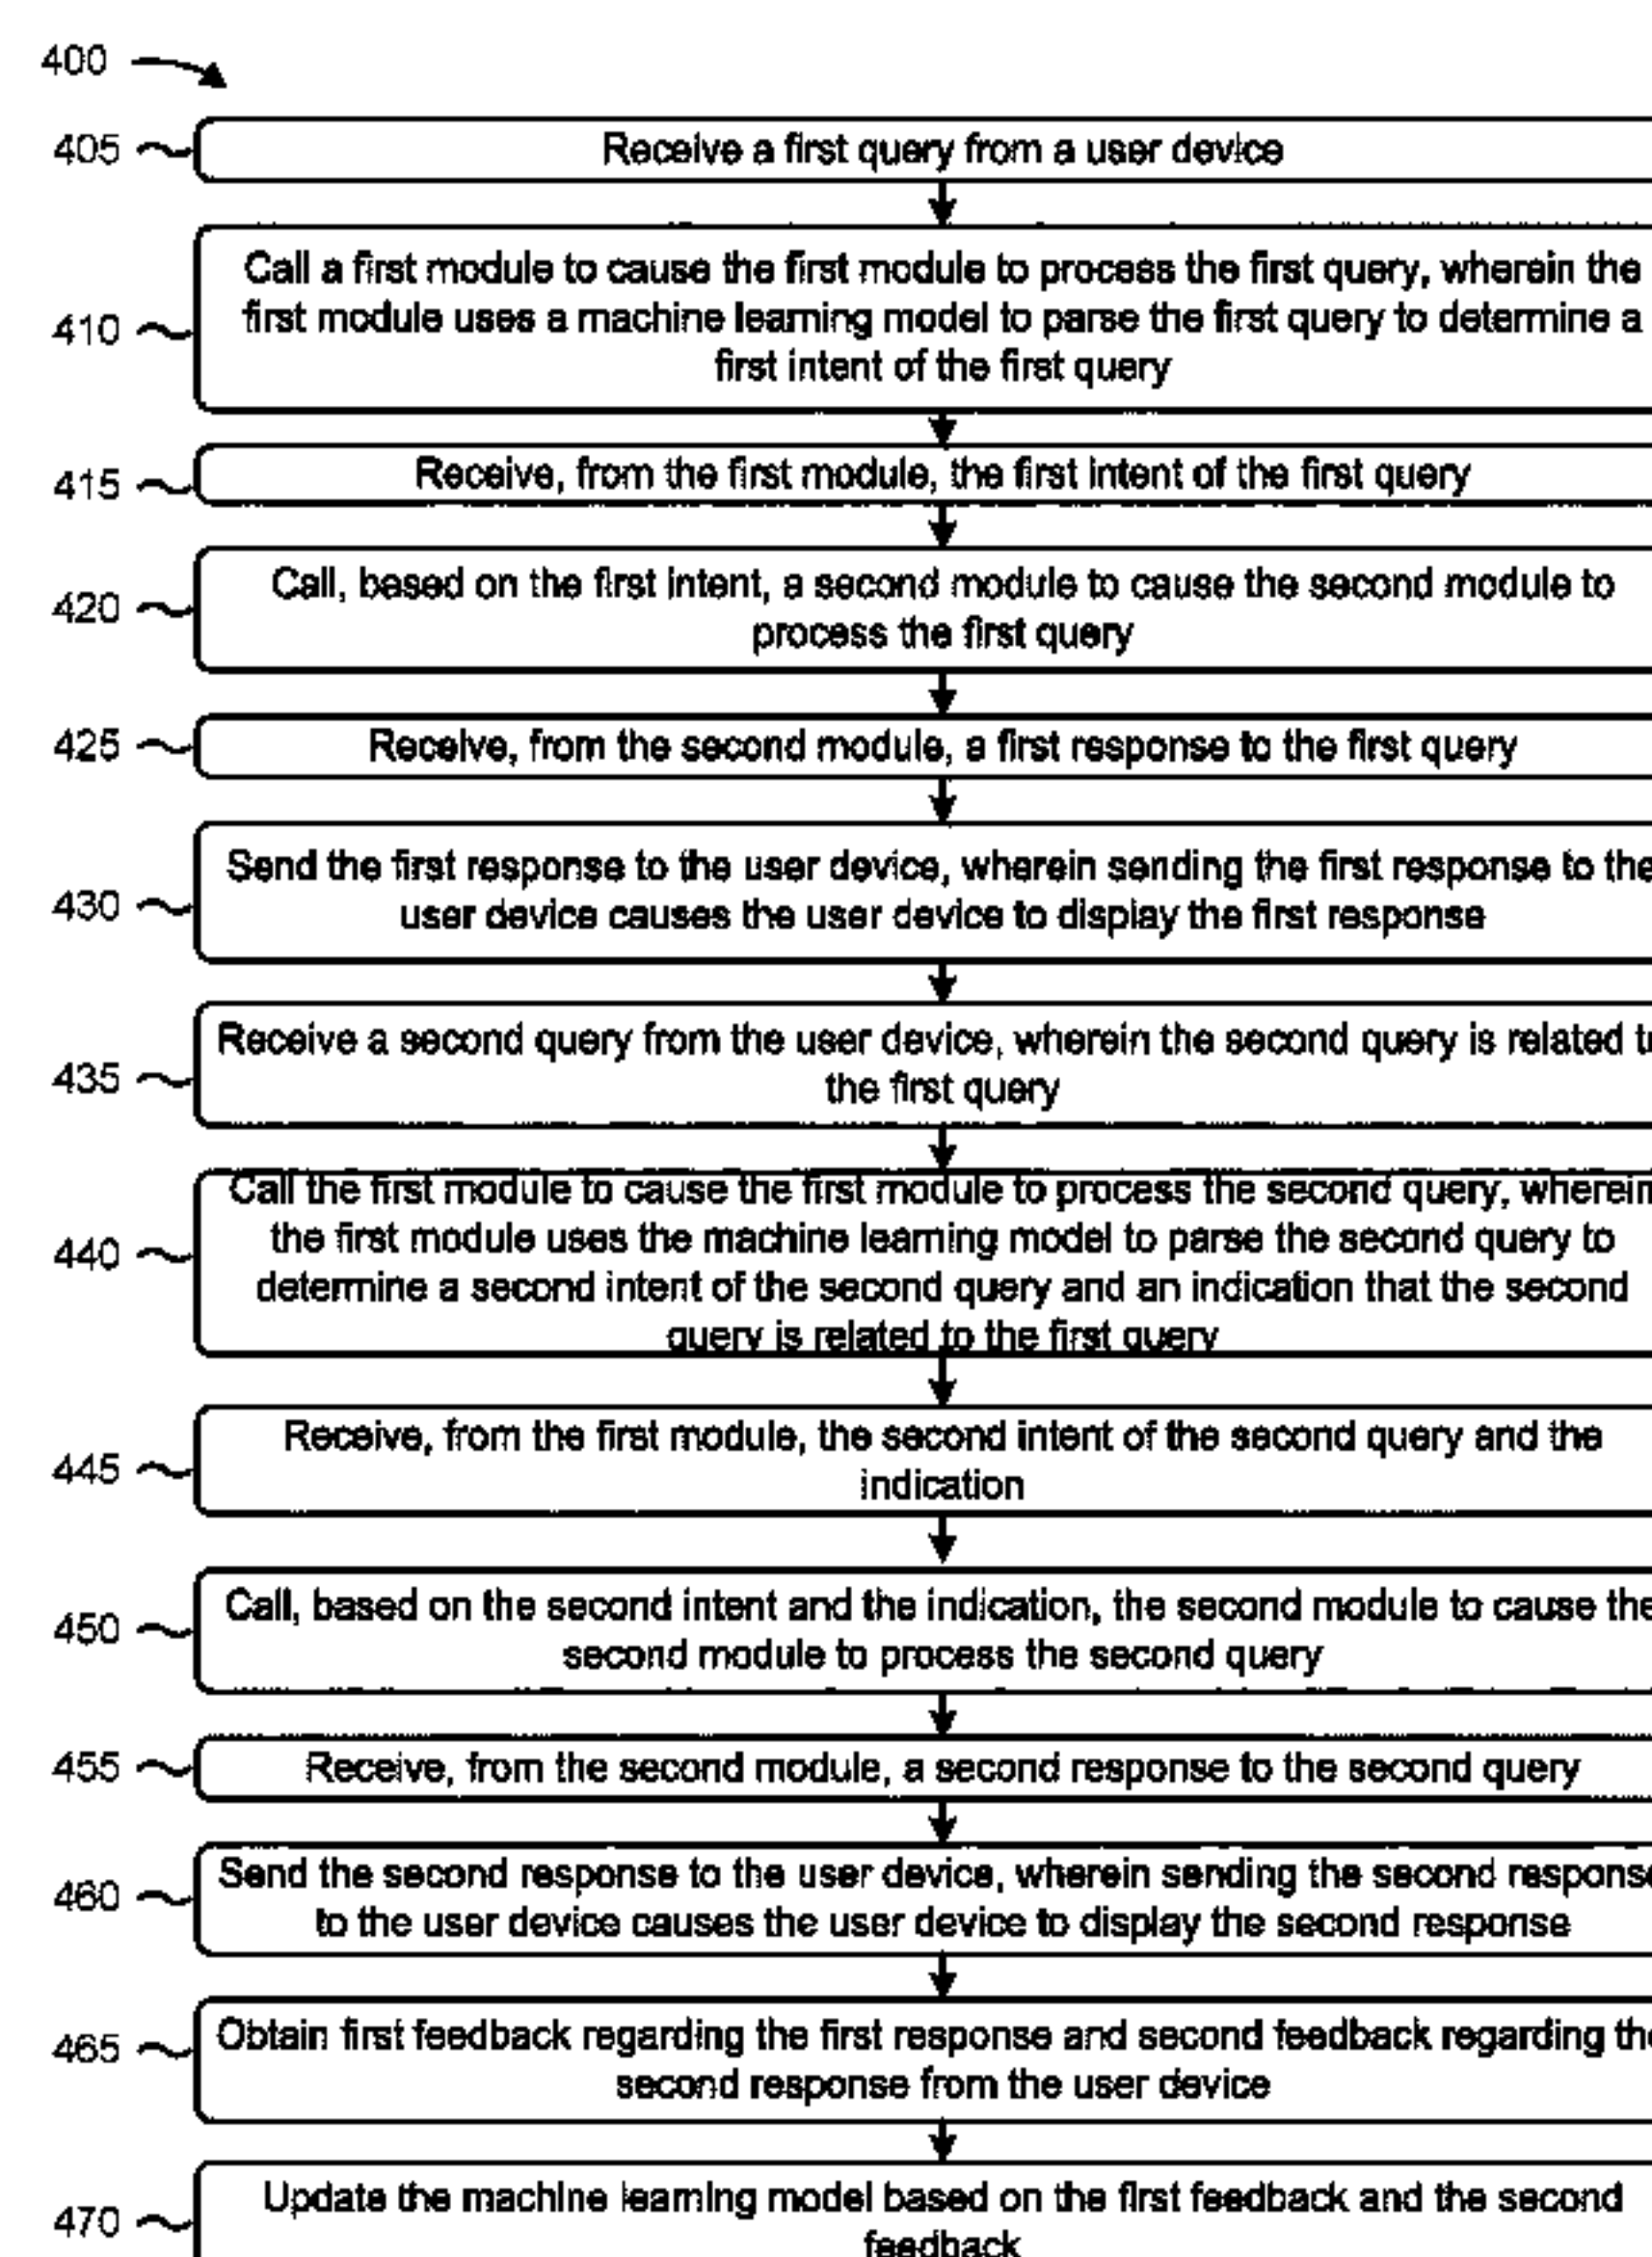 400
405
Receive a first query from a user device
410
Call a first module to cause the first module to process the first query, wherein the
first module uses a machine learning model to parse the first query to determine a
first intent of the first query
415
Receive, from the first module, the first intent of the first query
420
Call, based on the first intent, a second module to cause the second module to
process the first query
425
Receive, from the second module, a first response to the first query
430
Send the first response to the user device, wherein sending the first response to the
user device causes the user device to display the first response
435
Receive a second query from the user device, wherein the second query is related to
the first query
440
Call the first module to cause the first module to process the second query, wherein
the first module uses the machine learning model to parse the second query to
determine a second intent of the second query and an indication that the second
query is related to the first query
445
Receive, from the first module, the second intent of the second query and the
indication
450
Call, based on the second intent and the indication, the second module to cause the
second module to process the second query
455
Receive, from the second module, a second response to the second query
460
Send the second response to the user device, wherein sending the second response
to the user device causes the user device to display the second response
465
Obtain first feedback regarding the first response and second feedback regarding the
second response from the user device
470
Update the machine learning model based on the first feedback and the second
feedback